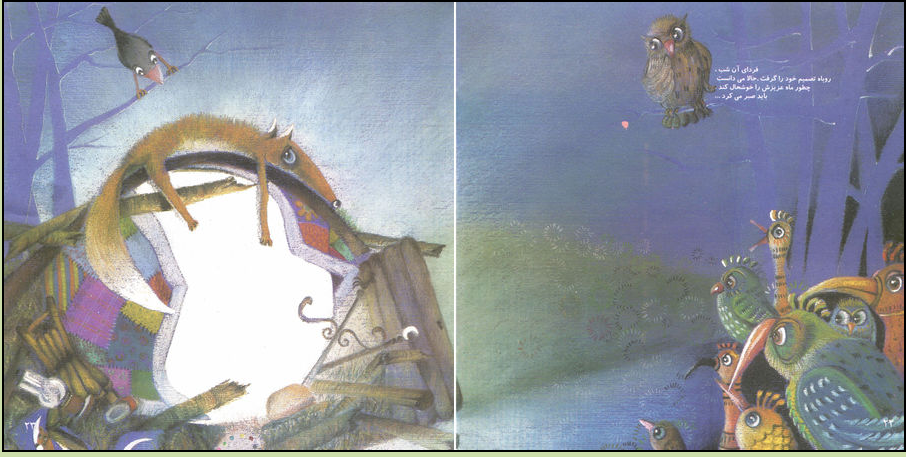 فردای آن شب ،
روباه تصمیم خود را گرفت .حالا می دانست
چطور ماه عزیزش را خوشحال کند .
باید صبر می کرد ...
۲۳